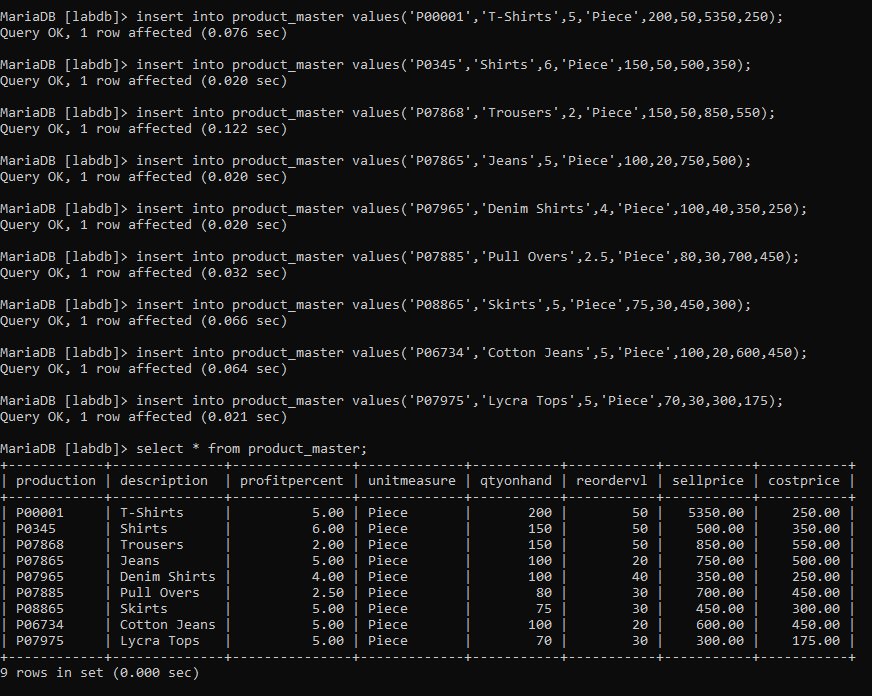 MariaDB [labdb]> insert into product_master values('P00001','T-Shirts',5,'Piece',200,50,5350,250);
Query OK, 1 row affected (0.076 sec)
MariaDB [labdb]> insert into product_master values('P0345','Shirts',6,'Piece',150,50,500,350);
Query OK, 1 row affected (0.020 sec)
MariaDB [labdb]> insert into product_master values('P07868','Trousers',2,'Piece',150,50,850,550);
Query OK, 1 row affected (0.122 sec)
MariaDB [labdb]> insert into product_master values('P07865','Jeans',5,'Piece',100,20,750,500);
Query OK, 1 row affected (0.020 sec)
MariaDB [labdb]> insert into product_master values('P07965','Denim Shirts',4,'Piece',100,40,350,250);
Query OK, 1 row affected (0.020 sec)
MariaDB [labdb]> insert into product_master values('P07885','Pull Overs',2.5,'Piece',80,30,700,450);
Query OK, 1 row affected (0.032 sec)
MariaDB [labdb]> insert into product_master values('P08865','Skirts',5,'Piece',75,30,450,300);
Query OK, 1 row affected (0.066 sec)
MariaDB [labdb]> insert into product_master values('P06734','Cotton Jeans',5,'Piece',100,20,600,450);
Query OK, 1 row affected (0.064 sec)
MariaDB [labdb]> insert into product_master values('P07975','Lycra Tops',5,'Piece',70,30,300,175);
Query OK, 1 row affected (0.021 sec)
MariaDB [labdb]> select * from product_master;
+------------+--------------+---------------+-------------+-----------+-----------+-----------+-----------+
| production | description | profitpercent | unitmeasure | qtyonhand | reordervl | sellprice | costprice |
+------------+--------------+---------------+-------------+-----------+-----------+-----------+-----------+
| P00001 | T-Shirts | 5.00 | Piece | 200 | 50 | 5350.00 | 250.00 |
| P0345 | Shirts | 6.00 | Piece | 150 | 50 | 500.00 | 350.00 |
| P07868 | Trousers | 2.00 | Piece | 150 | 50 | 850.00 | 550.00 |
| P07865 | Jeans | 5.00 | Piece | 100 | 20 | 750.00 | 500.00 |
| P07965 | Denim Shirts | 4.00 | Piece | 100 | 40 | 350.00 | 250.00 |
| P07885 | Pull Overs | 2.50 | Piece | 80 | 30 | 700.00 | 450.00 |
| P08865 | Skirts | 5.00 | Piece | 75 | 30 | 450.00 | 300.00 |
| P06734 | Cotton Jeans | 5.00 | Piece | 100 | 20 | 600.00 | 450.00 |
| P07975 | Lycra Tops | 5.00 | Piece | 70 | 30 | 300.00 | 175.00 |
+------------+--------------+---------------+-------------+-----------+-----------+-----------+-----------+
9 rows in set (0.000 sec)